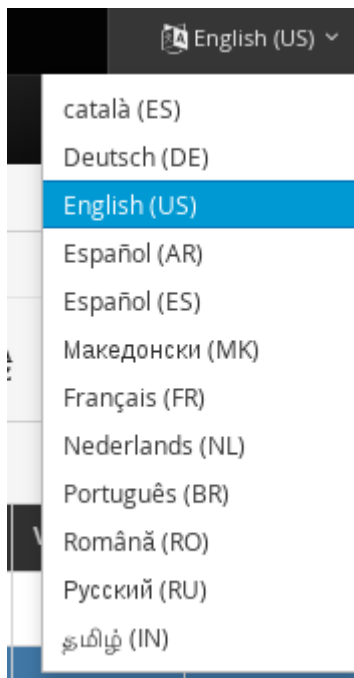 English (US)
català (ES)
Deutsch (DE)
English (US)
Español (AR)
Español (ES)
Македонски (MK)
Français (FR)
Nederlands (NL)
Português (BR)
Română (RO)
Русский (RU)
தமிழ் (IN)